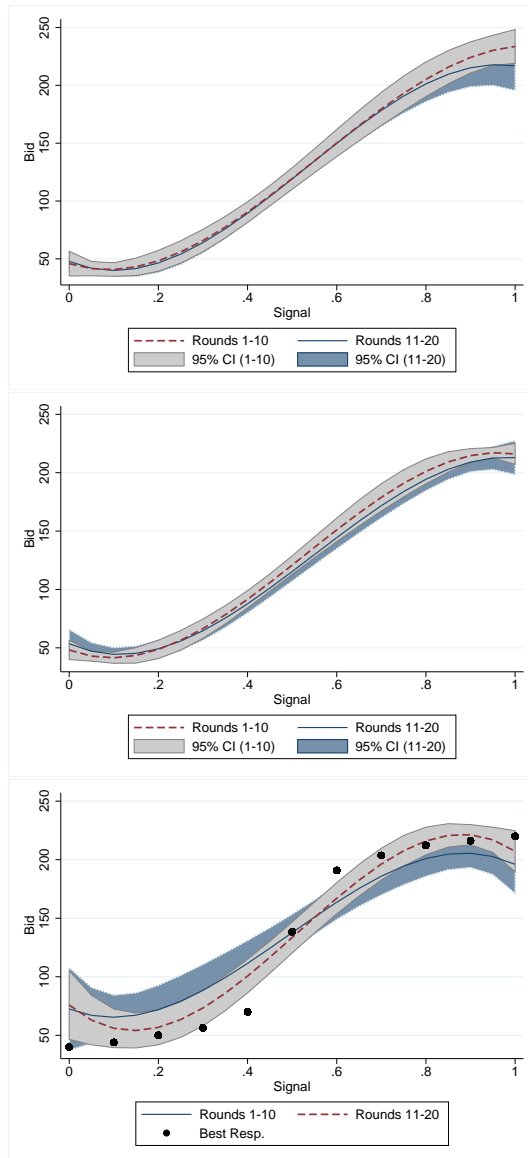 250
200
150
100
50
Bid
0 .2 .4 .6 .8 1
Signal
Rounds 1-10 Rounds 11-20
95% CI (1-10) 95% CI (11-20)
250
200
150
100
50
Bid
0 .2 .4 .6 .8 1
Signal
Rounds 1-10 Rounds 11-20
95% CI (1-10) 95% CI (11-20)
250
200
150
100
50
Bid
0 .2 .4 .6 .8 1
Signal
Rounds 1-10 Rounds 11-20
Best Resp.